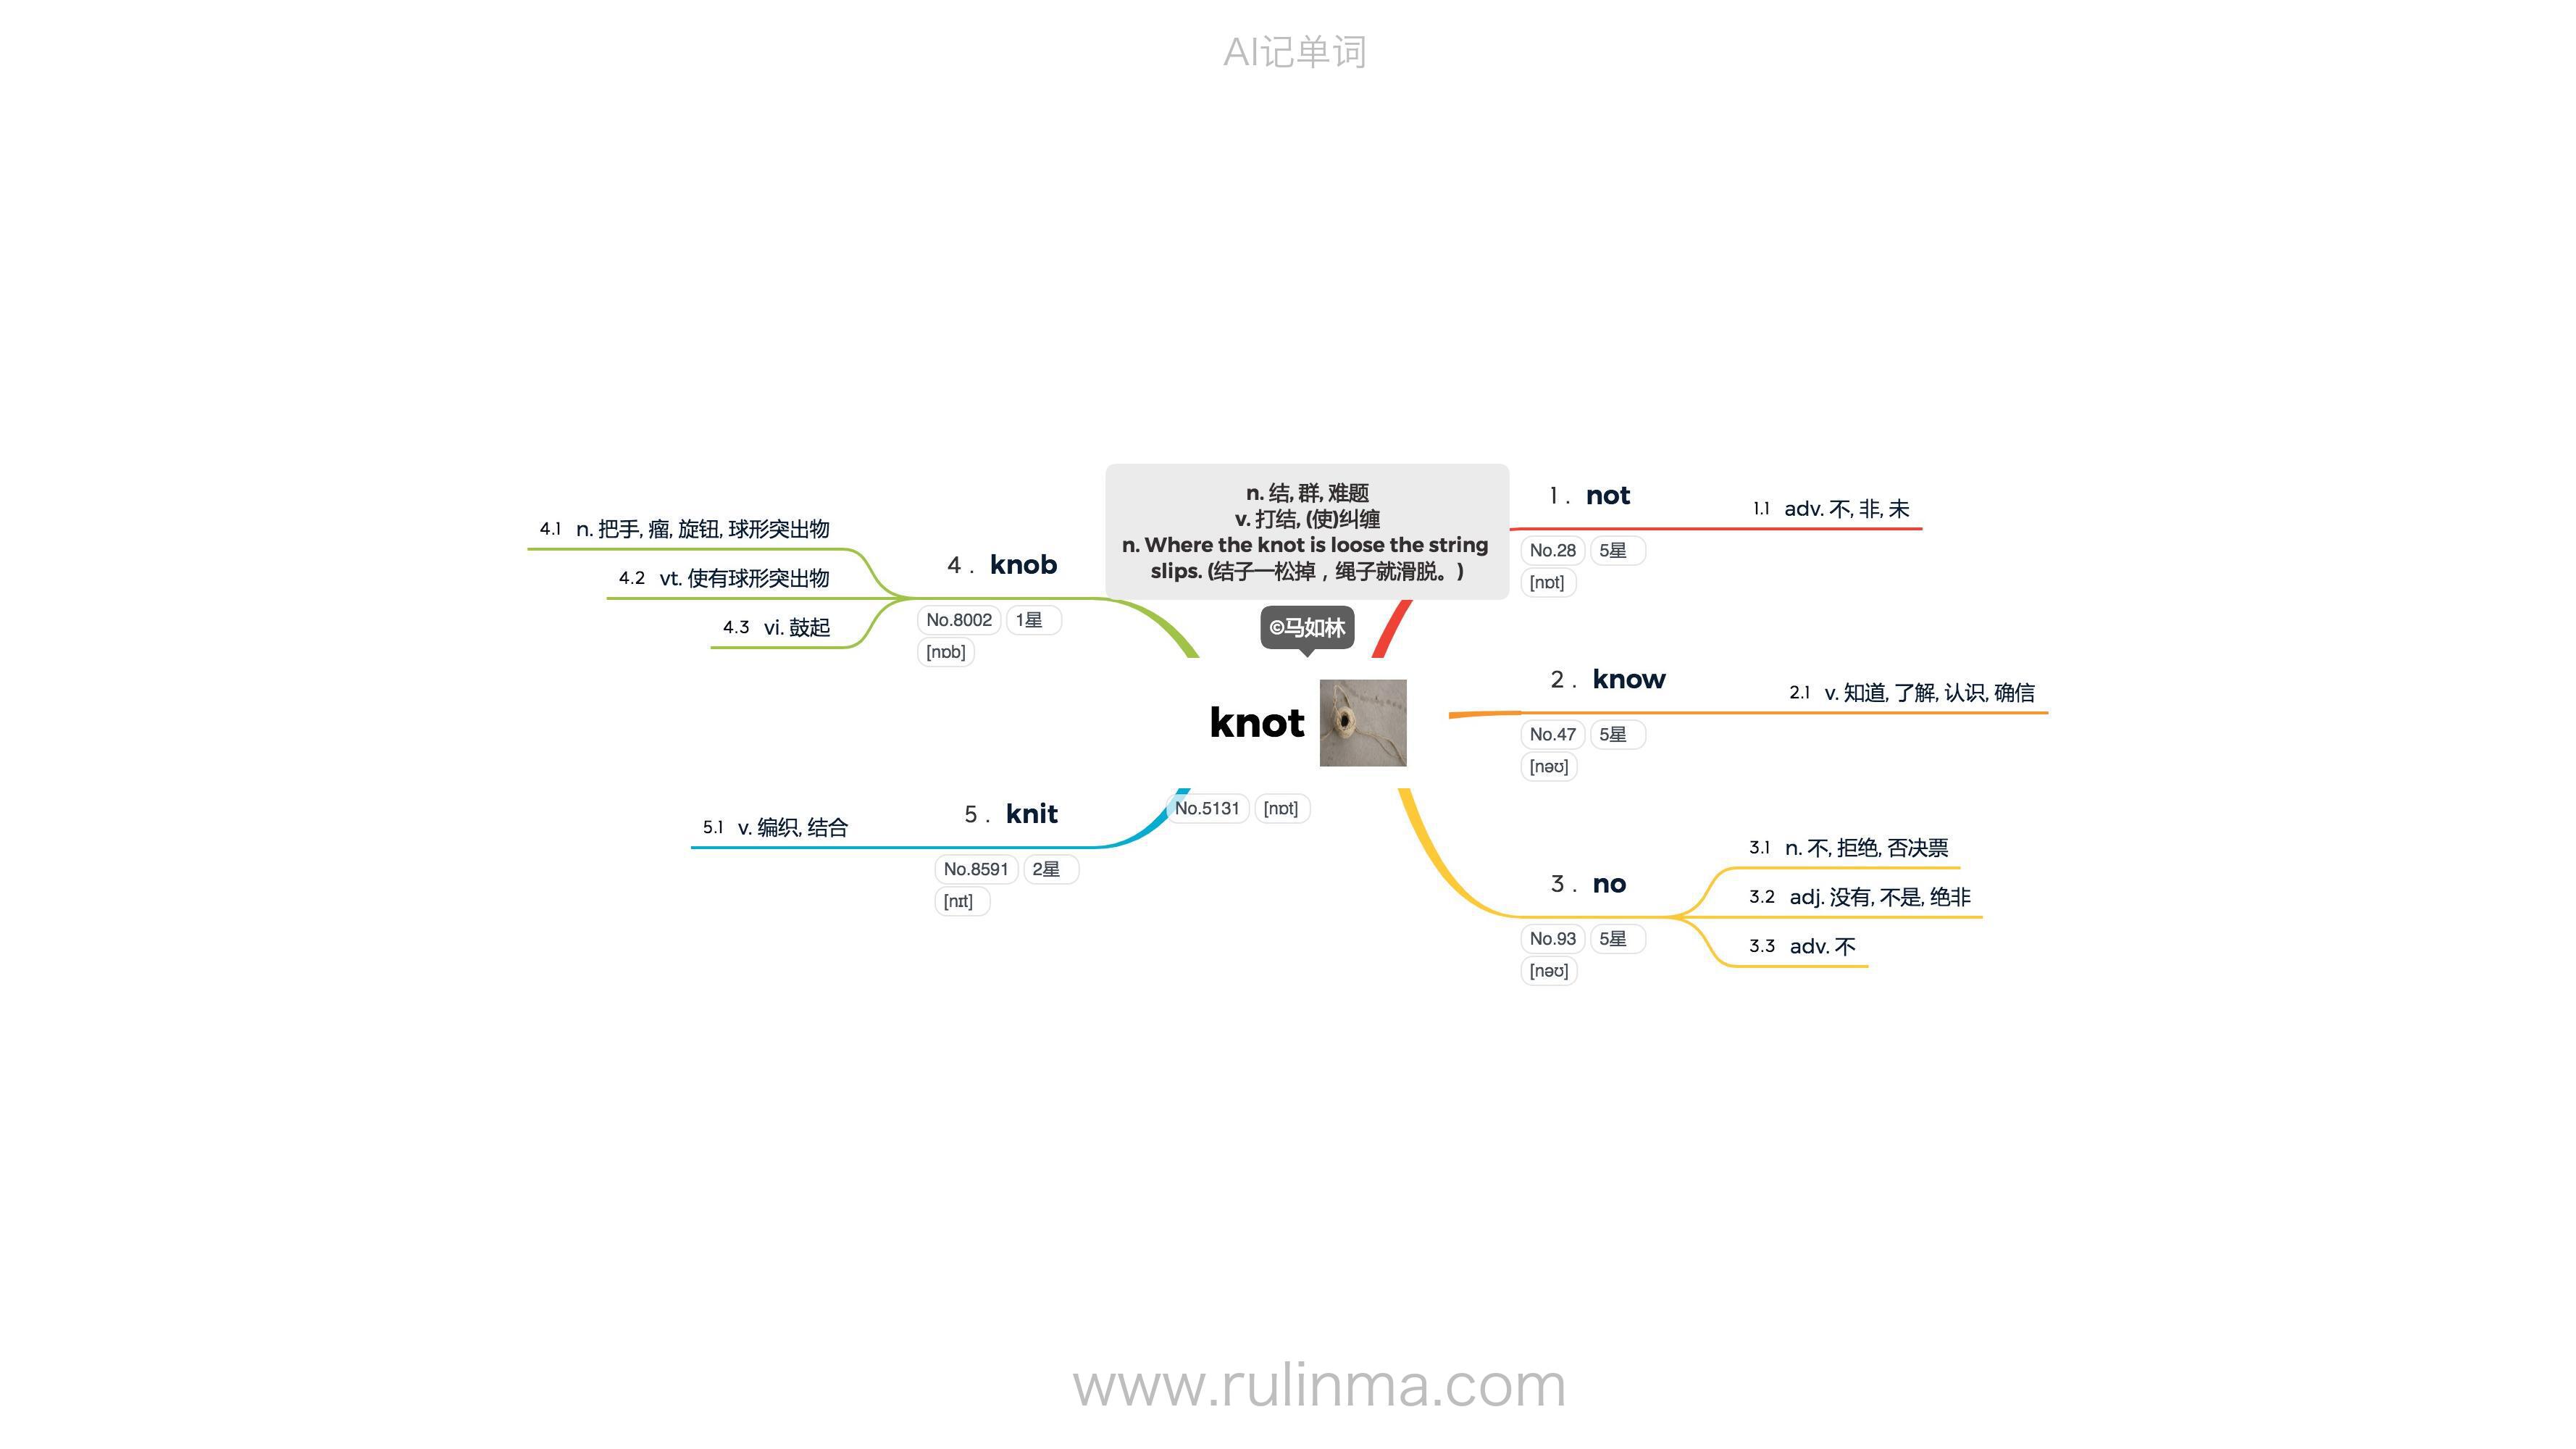 AI记单词
n. 结, 群, 难题
v. 打结, (使)纠缠
n. Where the knot is loose the string
slips. (结子一松掉，绳子就滑脱。)
©马如林
knot
No.5131 [nɒt]
1. not
No.28 5星
[nɒt]
1.1 adv. 不, 非, 未
2. know
No.47 5星
[nəʊ]
2.1 v. 知道, 了解, 认识, 确信
3. no
No.93 5星
[nəʊ]
3.1 n. 不, 拒绝, 否决票
3.2 adj. 没有, 不是, 绝非
3.3 adv. 不
4. knob
No.8002 1星
[nɒb]
4.1 n. 把手, 瘤, 旋钮, 球形突出物
4.2 vt. 使有球形突出物
4.3 vi. 鼓起
5. knit
No.8591 2星
[nɪt]
5.1 v. 编织, 结合
www.rulinma.com